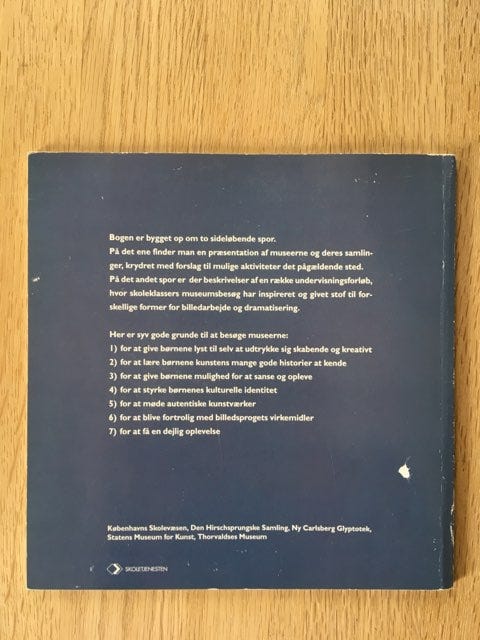 Bogen er bygget op om to sideløbende spor.
På det ene finder man en præsentation af museerne og deres samlin-
ger, krydret med forslag til mulige aktiviteter det pågældende sted.
På det andet spor er der beskrivelser af en række undervisningsforløb,
hvor skoleklassers museumsbesøg har inspireret og givet stof til for-
skellige former for billedarbejde og dramatisering.
Her er syv gode grunde til at besøge museerne:
1) for at give børnene lyst til selv at udtrykke sig skabende og kreativt
2) for at lære børnene kunstens mange gode historier at kende
3) for at give børnene mulighed for at sanse og opleve
4) for at styrke børnenes kulturelle identitet
5) for at møde autentiske kunstværker
6) for at blive fortrolig med billedsprogets virkemidler
7) for at få en dejlig oplevelse
Københavns Skolevæsen, Den Hirschsprungske Samling, Ny Carlsberg Glyptotek,
Statens Museum for Kunst, Thorvaldses Museum
SKOLETJENESTEN